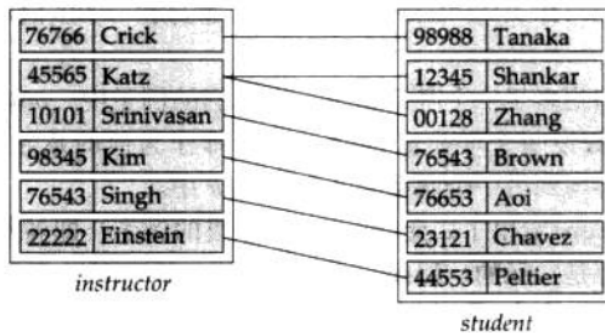 76766 Crick
45565 Katz
10101 Srinivasan
98345 Kim
76543 Singh
22222 Einstein
instructor
98988 Tanaka
12345 Shankar
00128 Zhang
76543 Brown
76653 Aoi
23121 Chavez
44553 Peltier
student